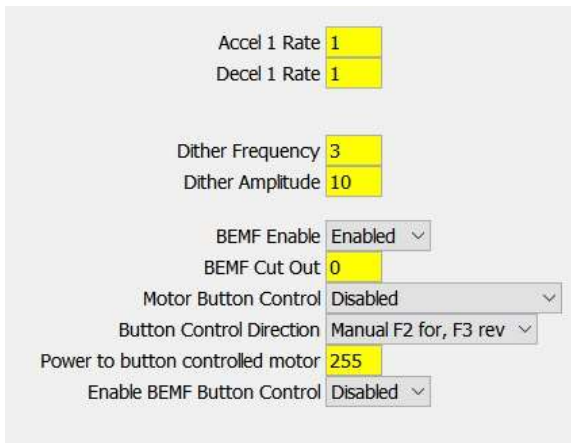 Accel 1 Rate 1
Decel 1 Rate 1
Dither Frequency 3
Dither Amplitude 10
BEMF Enable Enabled
BEMF Cut Out 0
Motor Button Control Disabled
Button Control Direction Manual F2 for, F3 rev
Power to button controlled motor 255
Enable BEMF Button Control Disabled